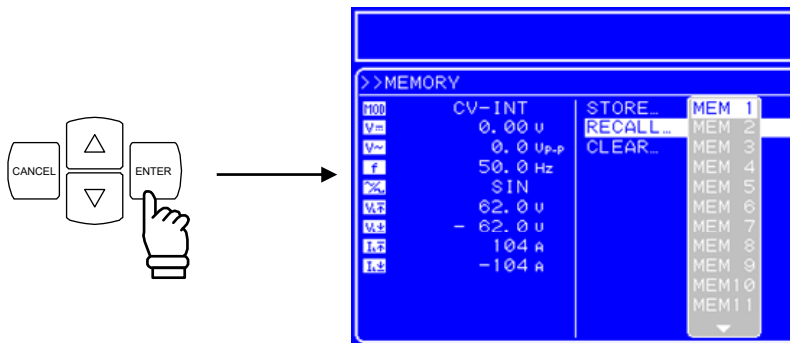 CANCEL
ENTER
>>MEMORY
MOD CV-INT
V= 0.00 V
V~ 0.0 Vp-p
f 50.0 Hz
SIN
62.0 V
- 62.0 V
104 A
-104 A
STORE…
RECALL…
CLEAR…
MEM 1
MEM 2
MEM 3
MEM 4
MEM 5
MEM 6
MEM 7
MEM 8
MEM 9
MEM10
MEM11